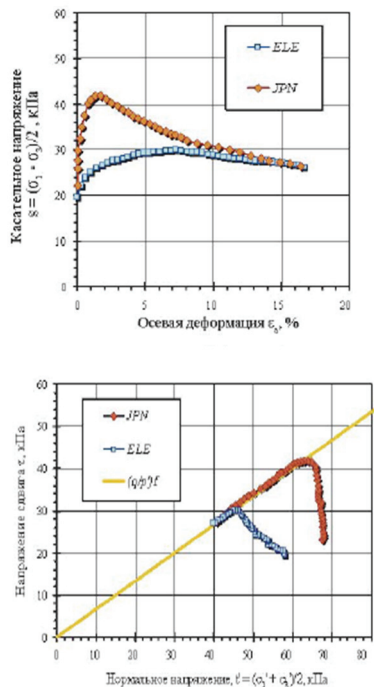 60
50
40
30
20
10
0
ELE
JPN
Касательное напряжение
s = (σ₁ - σ₃)/2 , кПа
0 5 10 15 20
Осевая деформация εₐ, %
60
50
40
30
20
10
0
JPN
ELE
(q/p')f
Напряжение сдвига τ, кПа
0 10 20 30 40 50 60 70 80
Нормальное напряжение, t' = (σ₁' + σ₃')/2, кПа